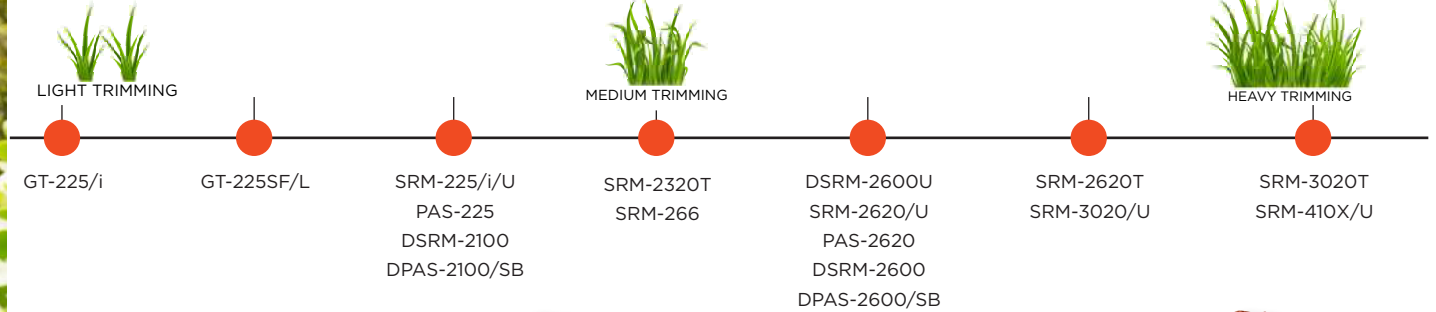 LIGHT TRIMMING
MEDIUM TRIMMING
HEAVY TRIMMING
GT-225/i
GT-225SF/L
SRM-225/i/U
PAS-225
DSRM-2100
DPAS-2100/SB
SRM-2320T
SRM-266
DSRM-2600U
SRM-2620/U
PAS-2620
DSRM-2600
DPAS-2600/SB
SRM-2620T
SRM-3020/U
SRM-3020T
SRM-410X/U